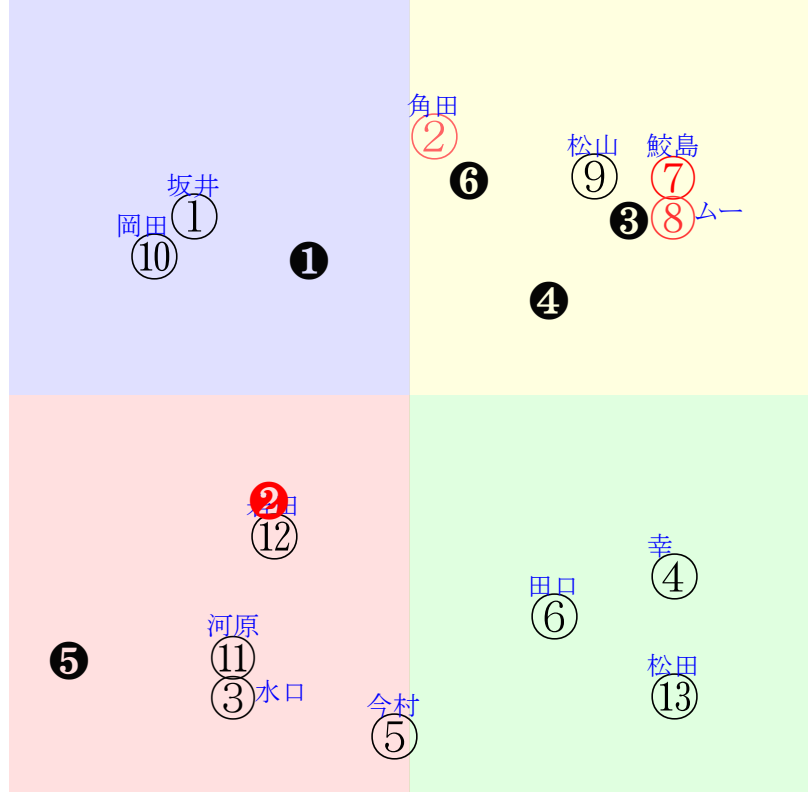 角田
②
松山
⑨
鮫島
⑦
❻
坂井
①
❸
⑧ ムー
岡田
⑩
❶
❹
❷
⑫
幸
④
田口
⑥
河原
⑪
❺
松田
⑬
③ 水口
今村
⑤